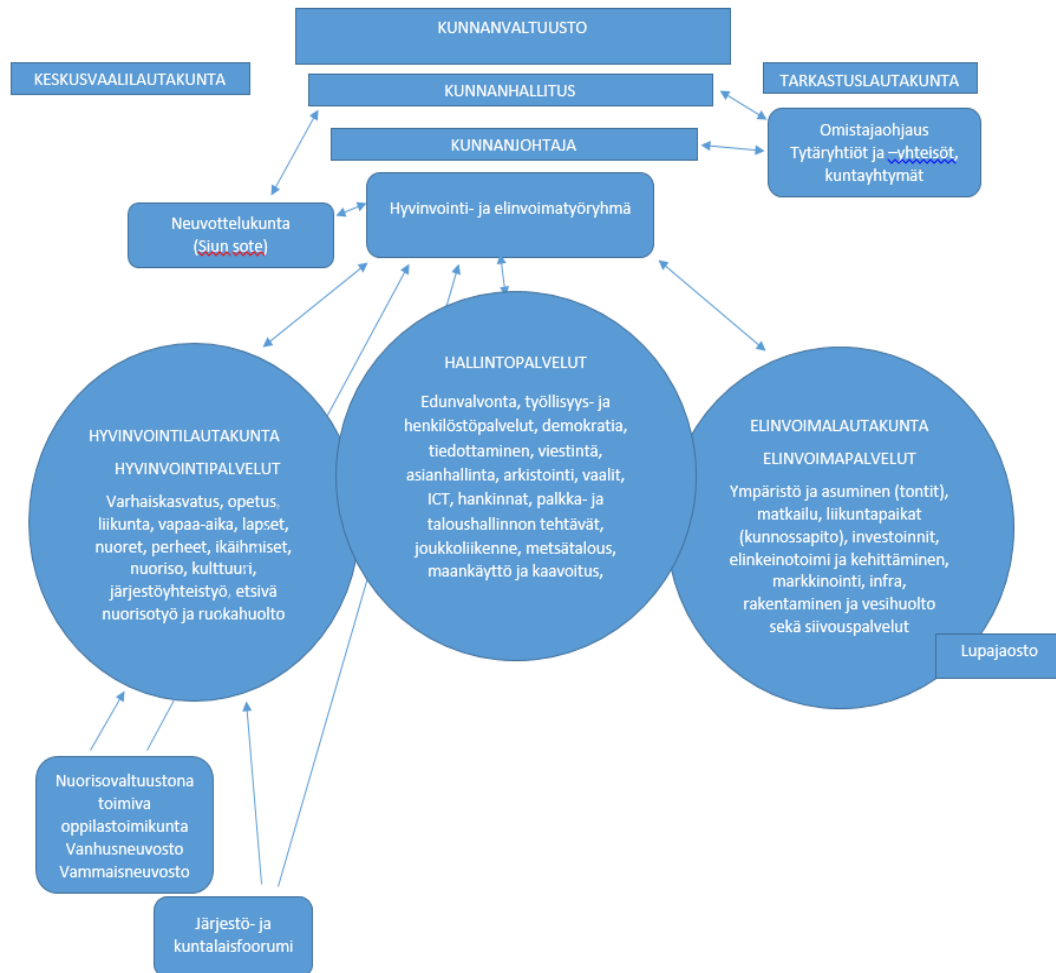 KUNNANVALTUUSTO
KESKUSVAALILAUTAKUNTA
KUNNANHALLITUS
TARKASTUSLAUTAKUNTA
KUNNANJOHTAJA
Omistajaohjaus
Tytäryhtiöt ja –yhteisöt,
kuntayhtymät
Neuvottelukunta
(Siun sote)
Hyvinvointi- ja elinvoimatyöryhmä
HYVINVOINTILAUTAKUNTA
HYVINVOINTIPALVELUT
Varhaiskasvatus, opetus,
liikunta, vapaa-aika, lapset,
nuoret, perheet, ikäihmiset,
nuoriso, kulttuuri,
järjestöyhteistyö, etsivä
nuorisotyö ja ruokahuolto
HALLINTOPALVELUT
Edunvalvonta, työllisyys- ja
henkilöstöpalvelut, demokratia,
tiedottaminen, viestintä,
asianhallinta, arkistointi, vaalit,
ICT, hankinnat, palkka- ja
taloushallinnon tehtävät,
joukkoliikenne, metsätalous,
maankäyttö ja kaavoitus,
ELINVOIMALAUTAKUNTA
ELINVOIMAPALVELUT
Ympäristö ja asuminen (tontit),
matkailu, liikuntapaikat
(kunnossapito), investoinnit,
elinkeinotoimi ja kehittäminen,
markkinointi, infra,
rakentaminen ja vesihuolto
sekä siivouspalvelut
Lupajaosto
Nuorisovaltuustona
toimiva
oppilastoimikunta
Vanhusneuvosto
Vammaisneuvosto
Järjestö- ja
kuntalaisfoorumi